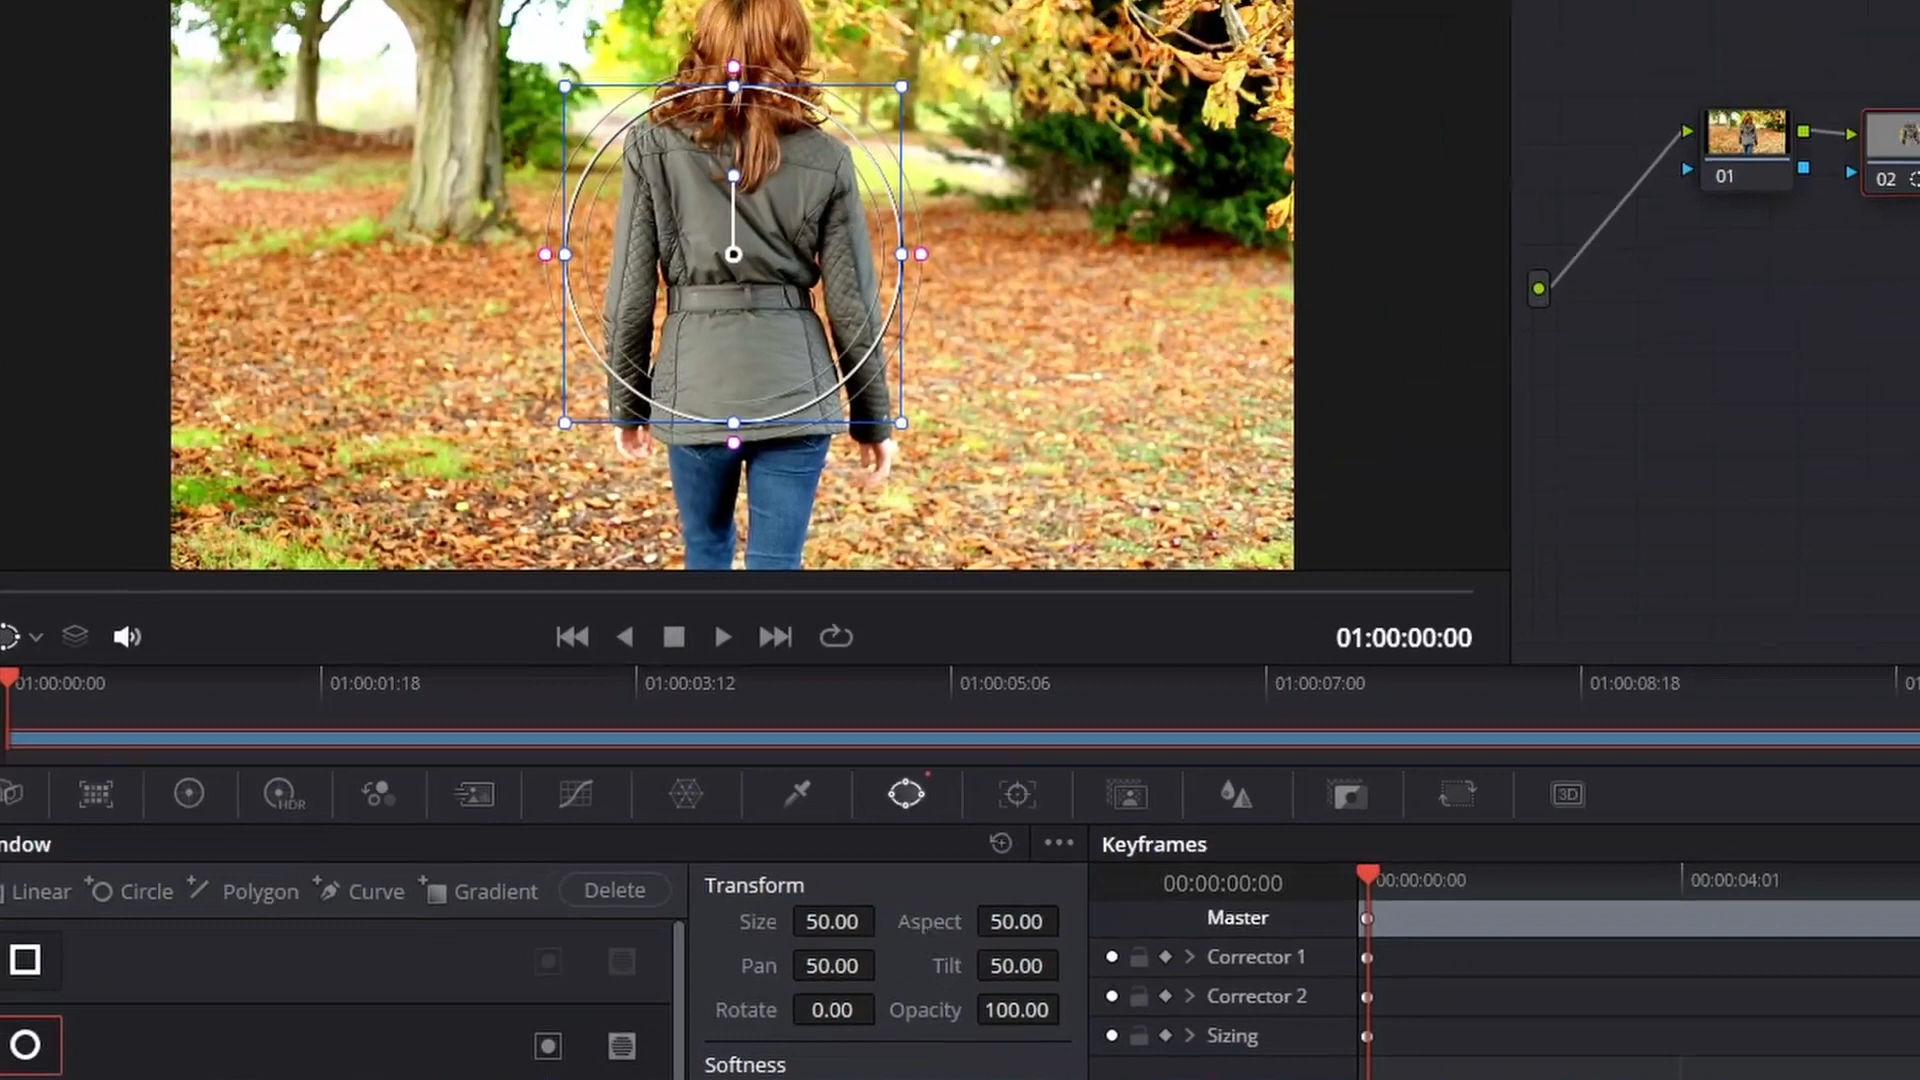 01
02
01:00:00:00
01:00:00:00
01:00:01:18
01:00:03:12
01:00:05:06
01:00:07:00
01:00:08:18
01
HDR
3D
ndow
Keyframes
Linear
Circle
Polygon
Curve
Gradient
Delete
Transform
Size 50.00 Aspect 50.00
Pan 50.00 Tilt 50.00
Rotate 0.00 Opacity 100.00
Softness
00:00:00:00
00:00:00:00
00:00:04:01
Master
Corrector 1
Corrector 2
Sizing